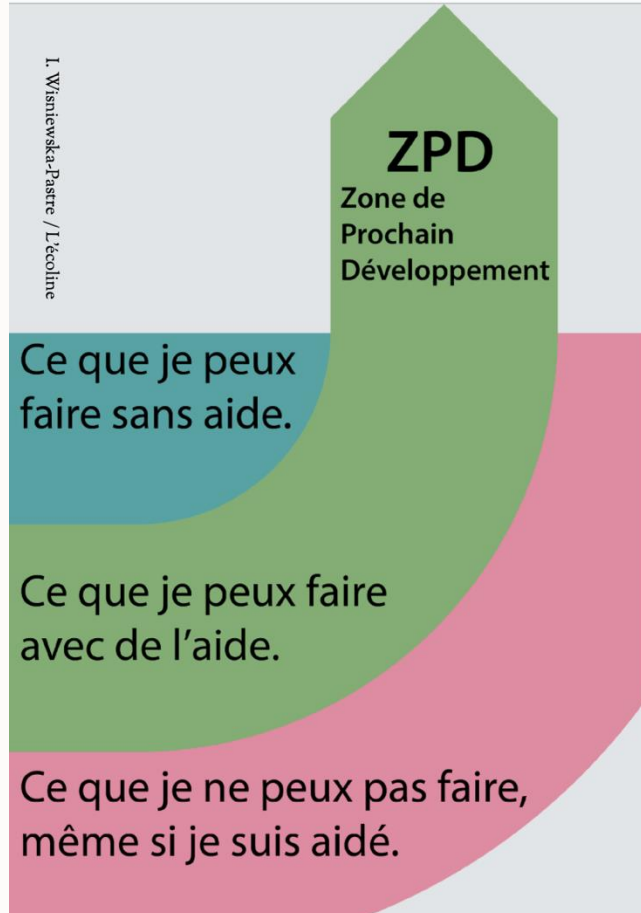 I. Wisniewska-Pastre / L'écoline
ZPD
Zone de
Prochain
Développement
Ce que je peux
faire sans aide.
Ce que je peux faire
avec de l'aide.
Ce que je ne peux pas faire,
même si je suis aidé.